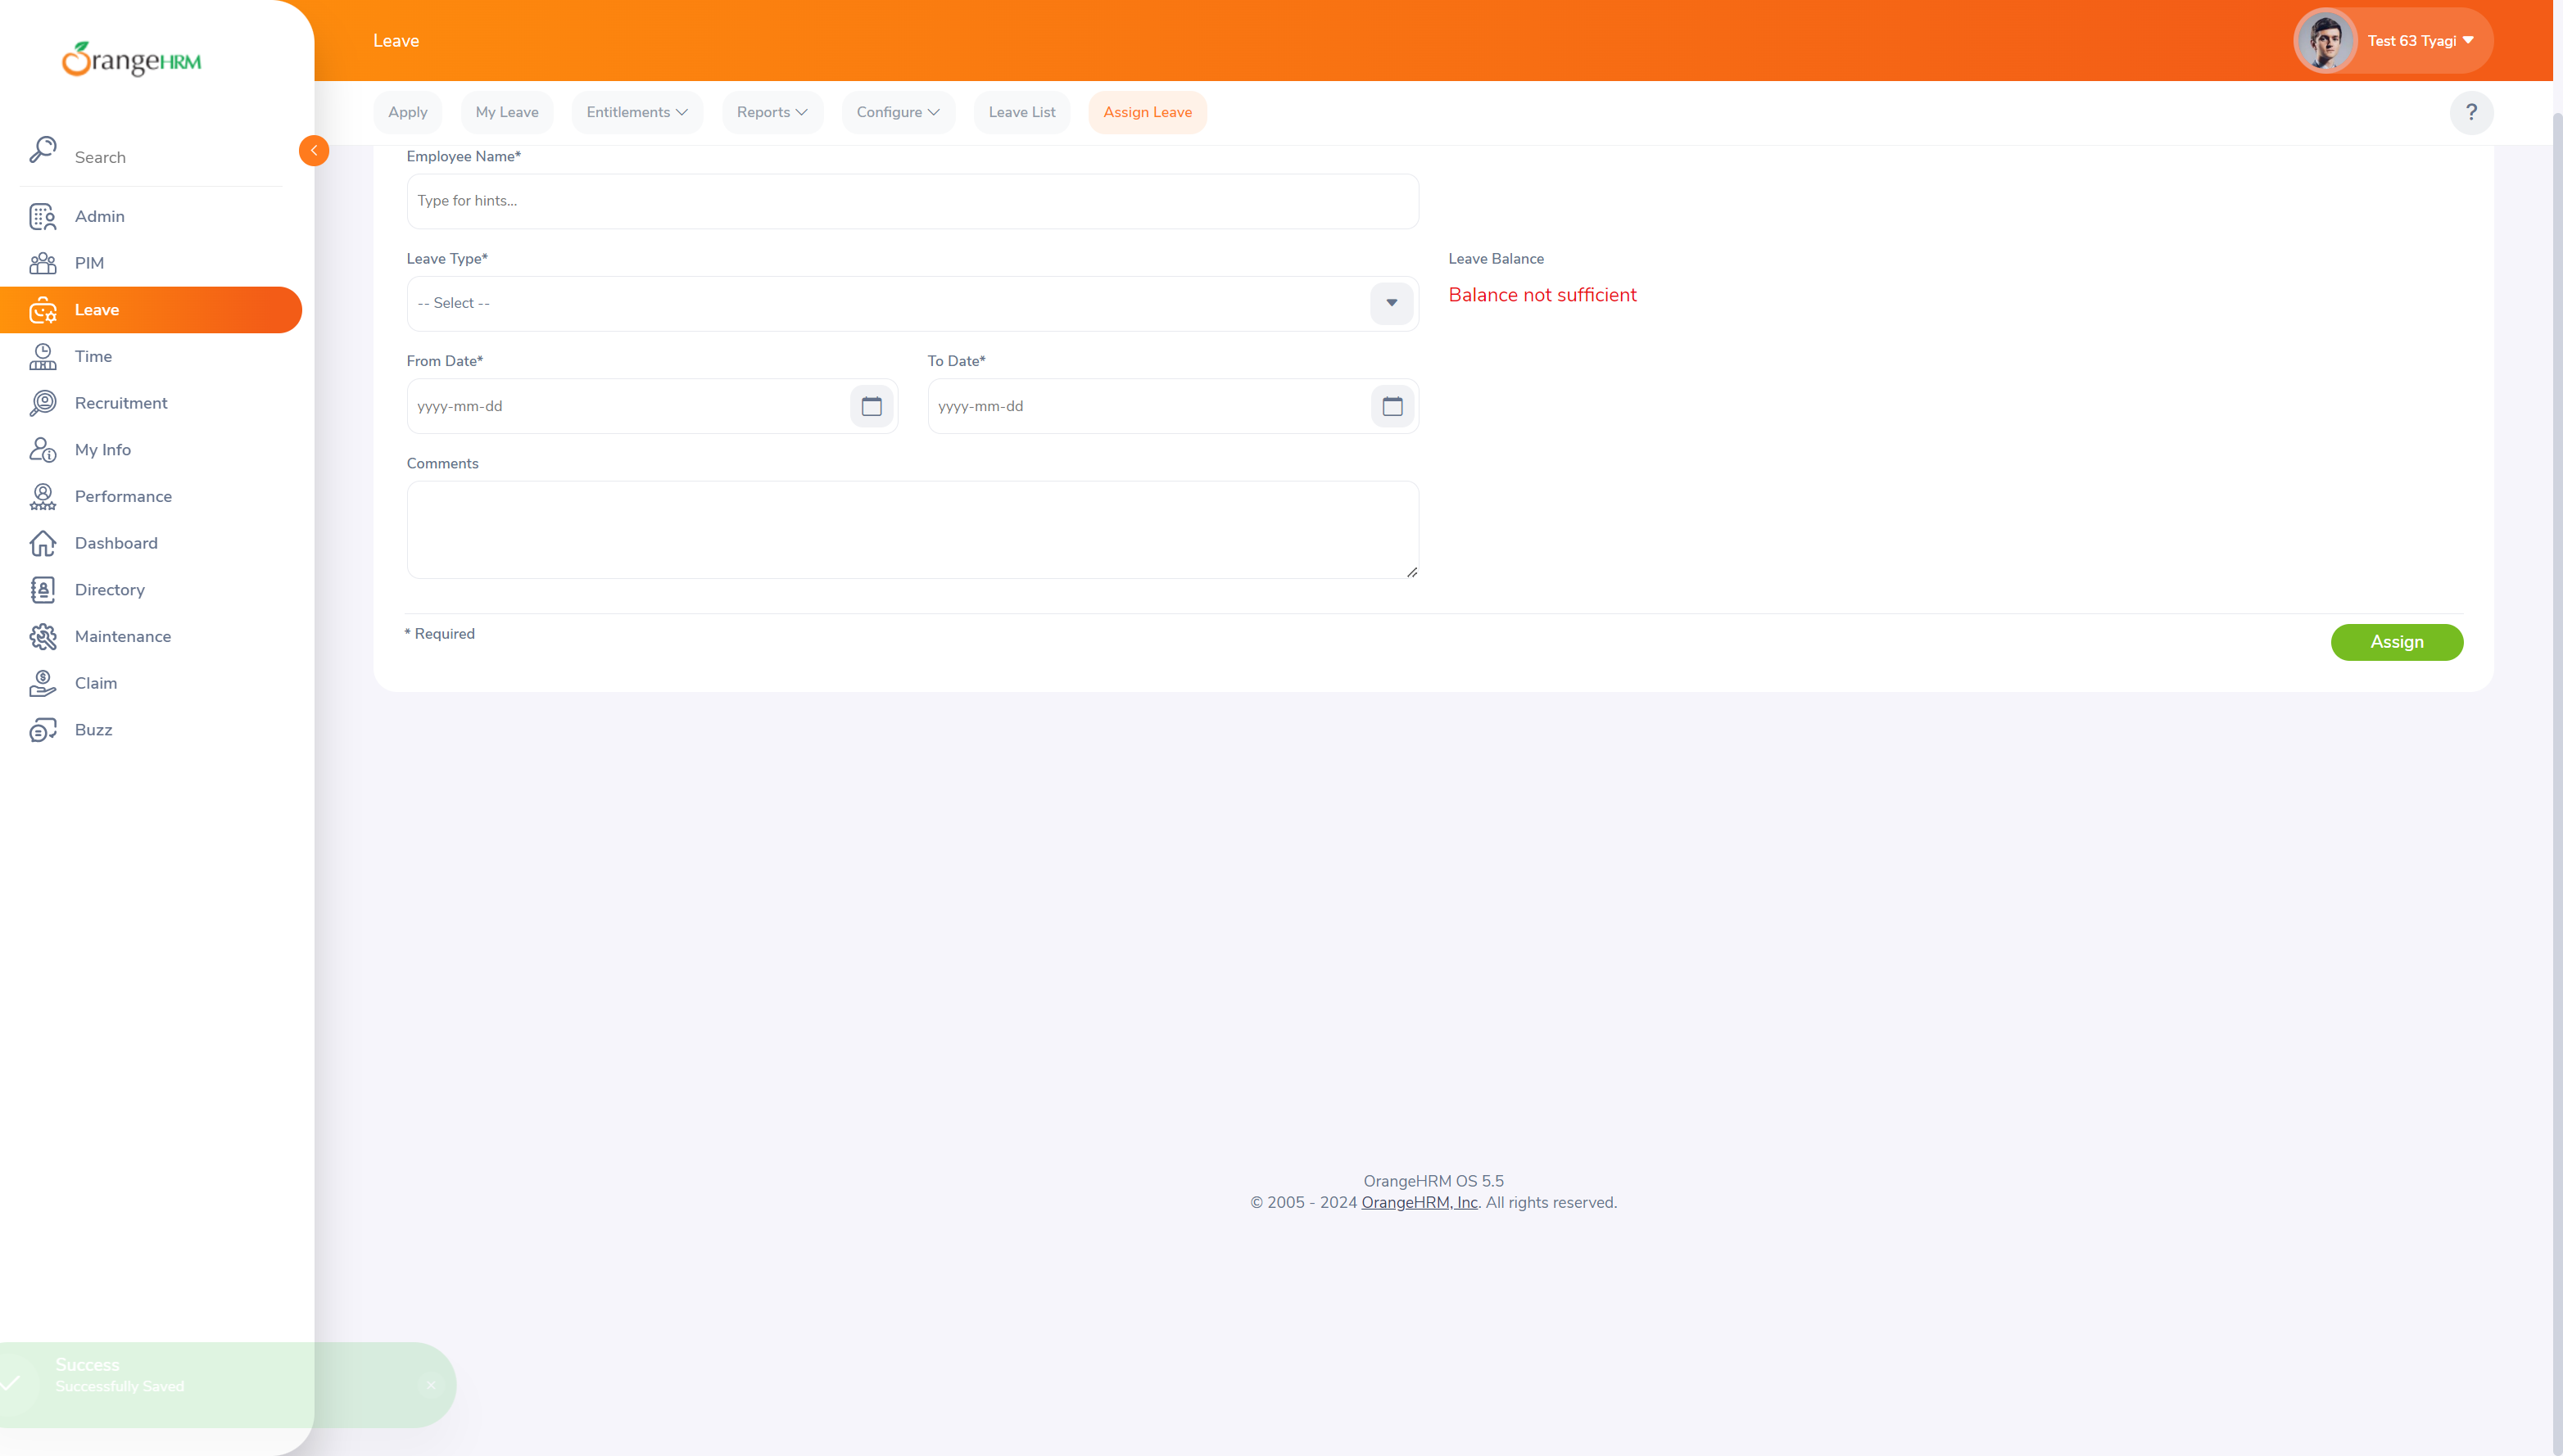 OrangeHRM
Search
Admin
PIM
Leave
Time
Recruitment
My Info
Performance
Dashboard
Directory
Maintenance
Claim
Buzz
Leave
Test 63 Tyagi
Apply
My Leave
Entitlements
Reports
Configure
Leave List
Assign Leave
?
Employee Name*
Type for hints...
Leave Type*
-- Select --
Leave Balance
Balance not sufficient
From Date*
yyyy-mm-dd
To Date*
yyyy-mm-dd
Comments
* Required
Assign
OrangeHRM OS 5.5
© 2005 - 2024 OrangeHRM, Inc. All rights reserved.
Success
Successfully Saved